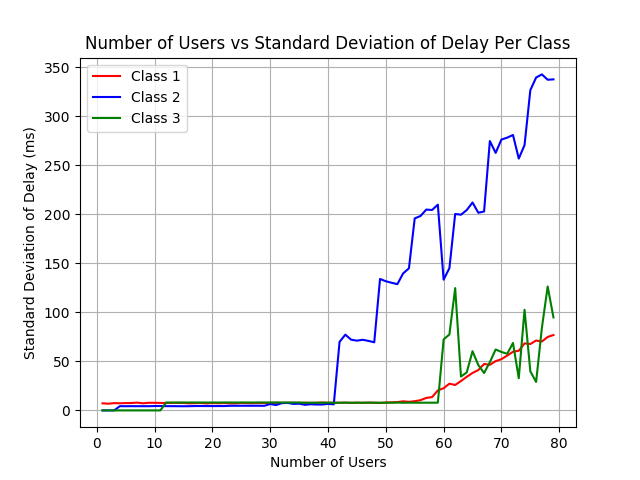 Number of Users vs Standard Deviation of Delay Per Class
Standard Deviation of Delay (ms)
350
300
250
200
150
100
50
0
Class 1
Class 2
Class 3
0 10 20 30 40 50 60 70 80
Number of Users